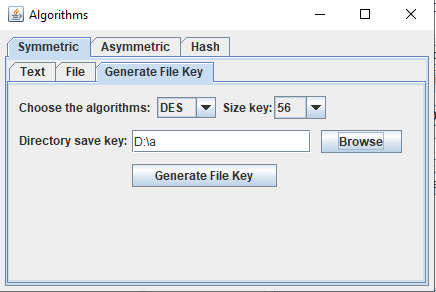 Algorithms
Symmetric Asymmetric Hash
Text File Generate File Key
Choose the algorithms: DES Size key: 56
Directory save key: D:\a Browse
Generate File Key